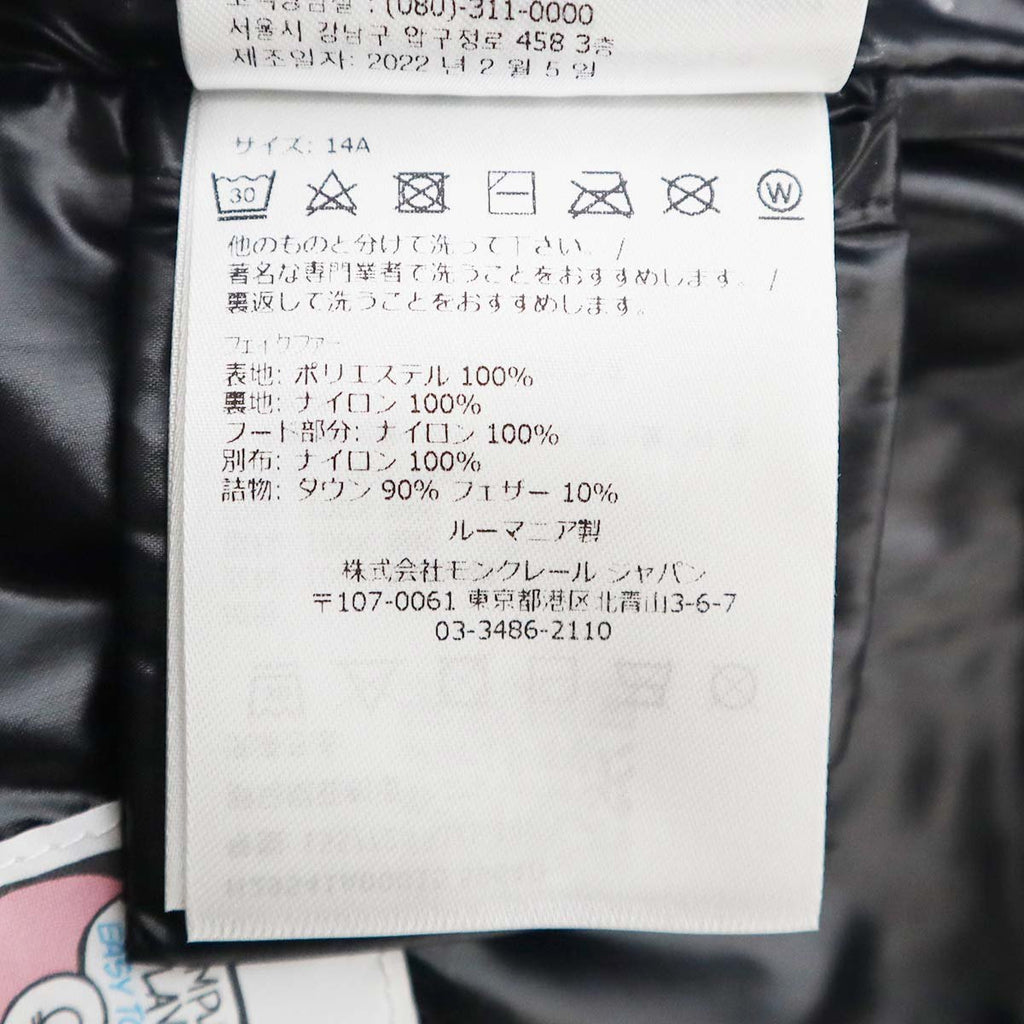 고객상담실 : (080)-311-0000
서울시 강남구 압구정로 458 3층
제조일자: 2022 년 2 월 5 일
サイズ: 14A
30
W
他のものと分けて洗って下さい。/
著名な専門業者で洗うことをおすすめします。/
裏返して洗うことをおすすめします。
フェイクファー
表地: ポリエステル 100%
裏地: ナイロン 100%
フード部分: ナイロン 100%
別布: ナイロン 100%
詰物: ダウン 90% フェザー 10%
ルーマニア製
株式会社モンクレール ジャパン
〒107-0061 東京都港区北青山3-6-7
03-3486-2110
EASY TO